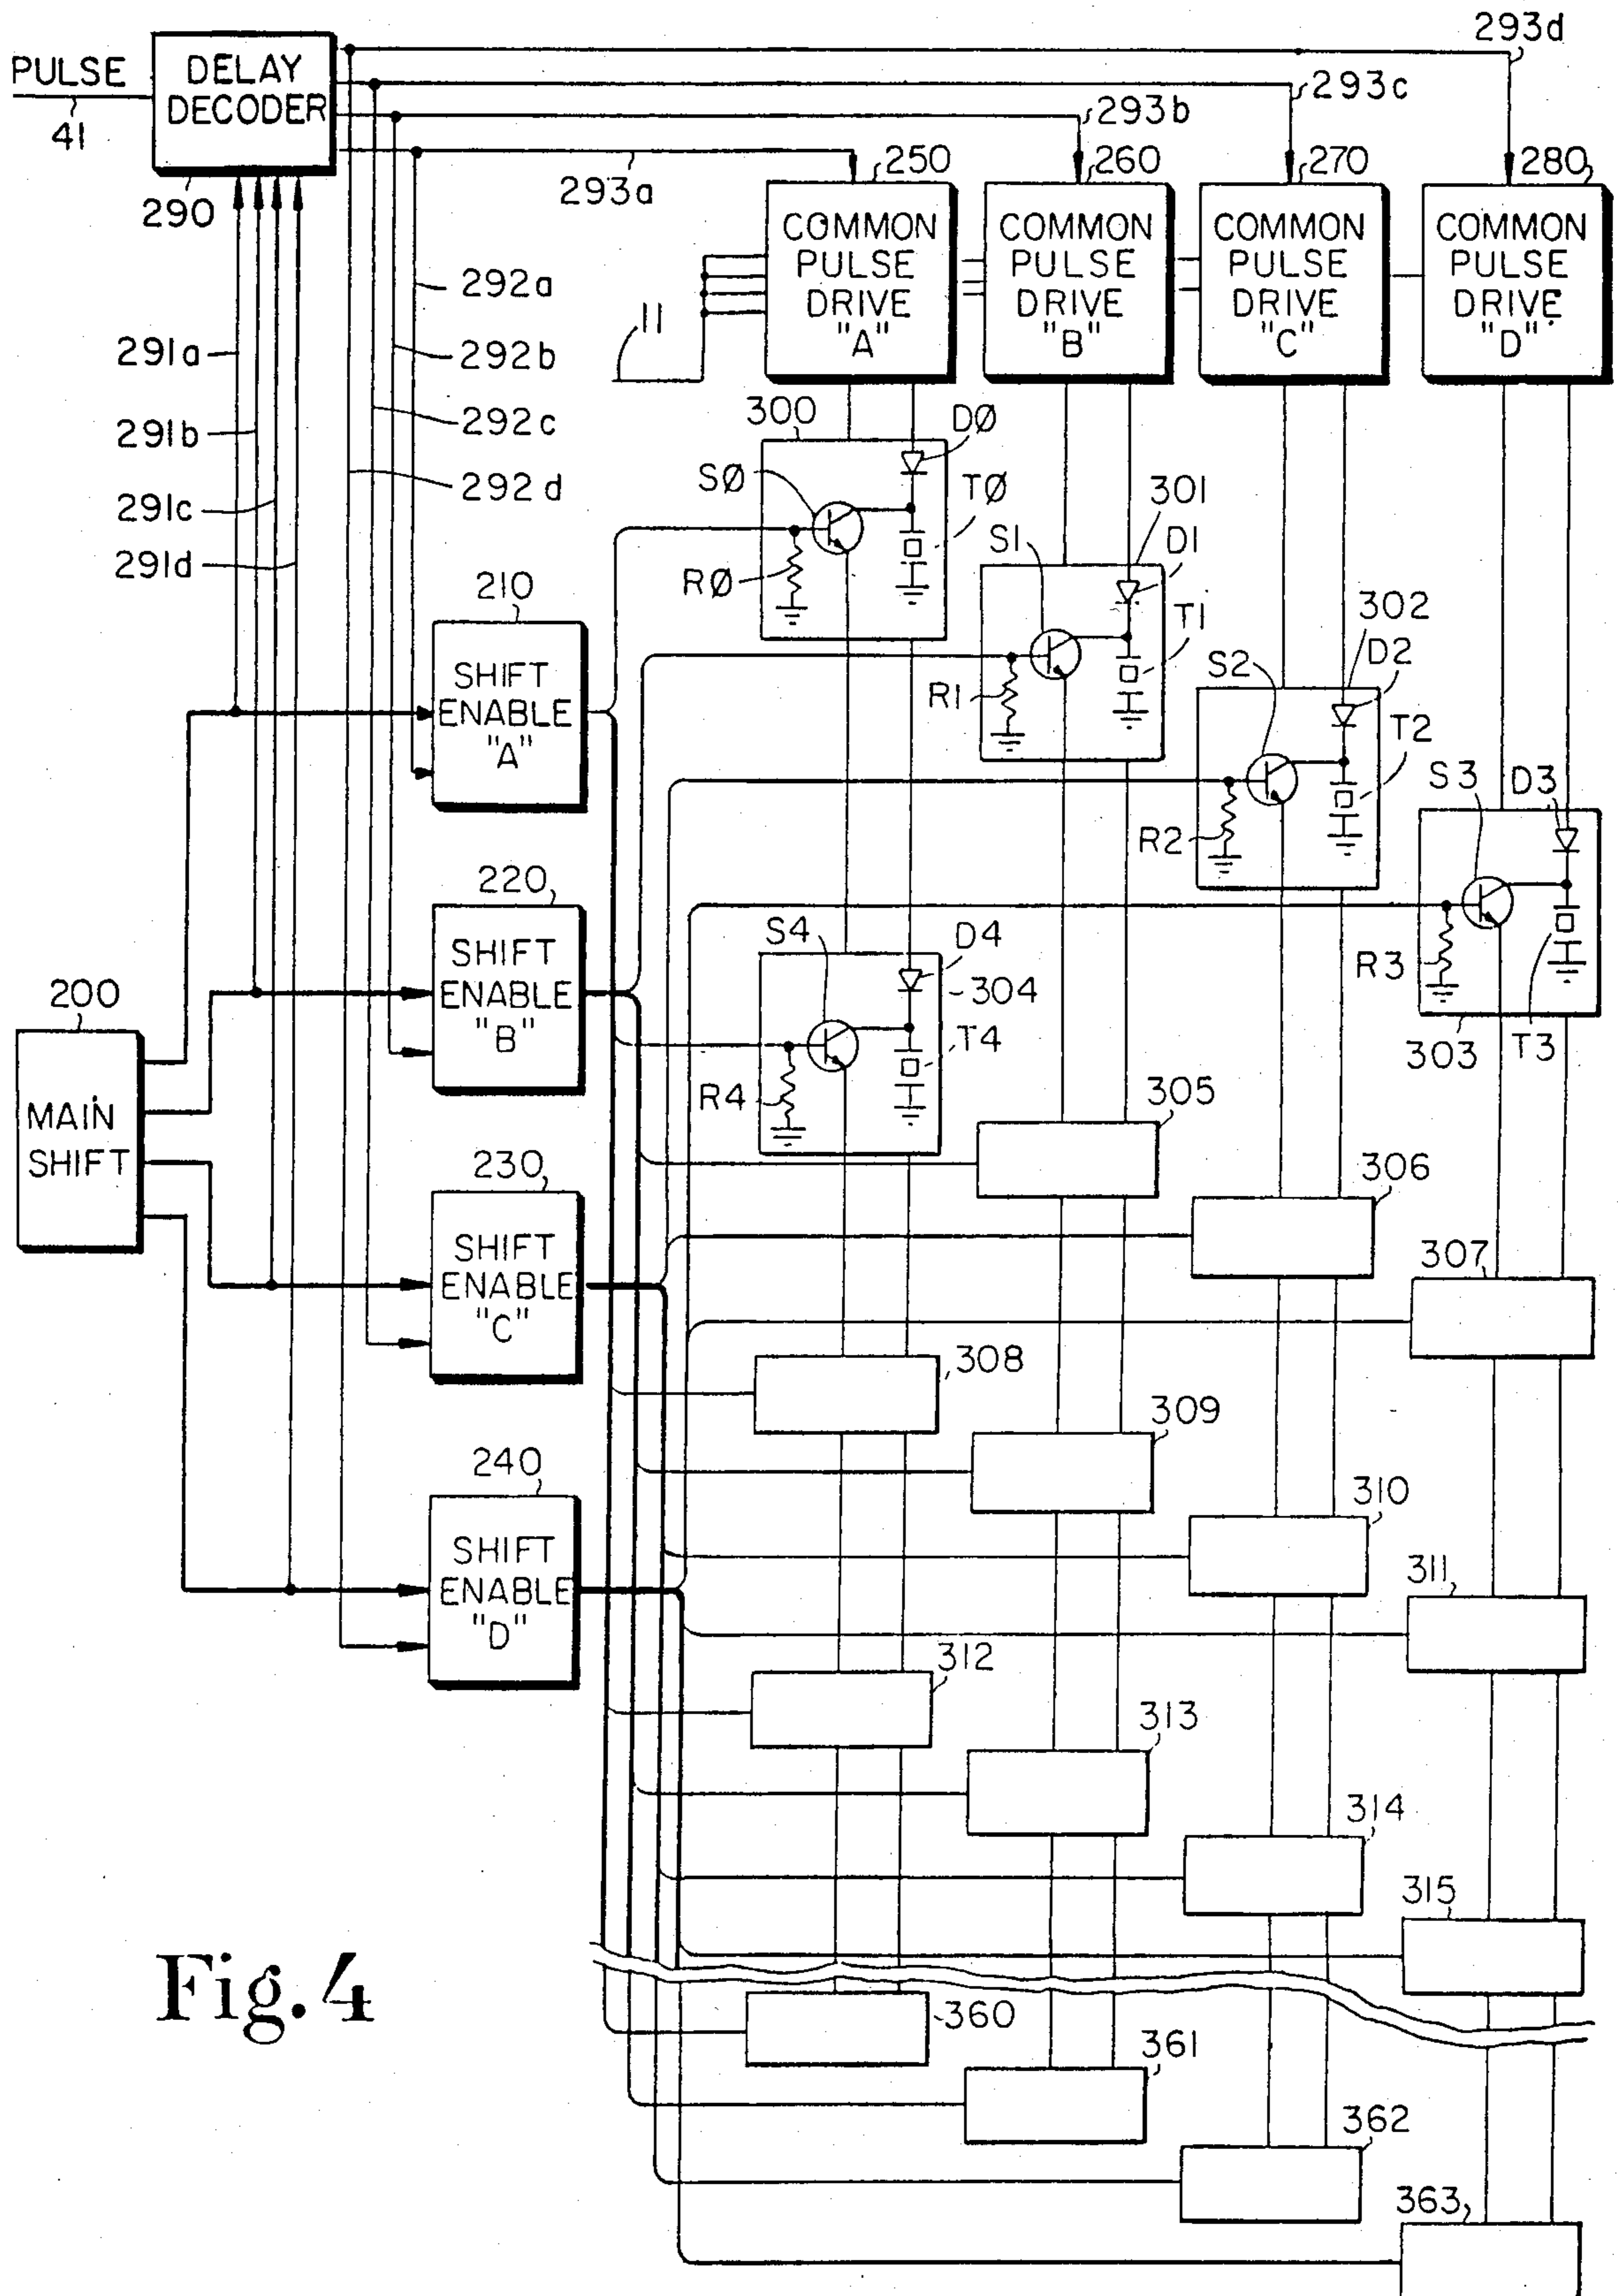 293d
PULSE
41
DELAY
DECODER
290
293c
293b
293a
250
260
270
280
COMMON
PULSE
DRIVE
"A"
COMMON
PULSE
DRIVE
"B"
COMMON
PULSE
DRIVE
"C"
COMMON
PULSE
DRIVE
"D"
11
292a
292b
292c
292d
291a
291b
291c
291d
300
DØ
SØ
TØ
RØ
301
S1
D1
T1
R1
302
S2
D2
T2
R2
S3
D3
R3
303
T3
210
SHIFT
ENABLE
"A"
220
SHIFT
ENABLE
"B"
S4
D4
304
T4
R4
200
MAIN
SHIFT
230
SHIFT
ENABLE
"C"
305
306
307
308
309
240
SHIFT
ENABLE
"D"
310
311
312
313
314
315
360
361
362
363
Fig. 4